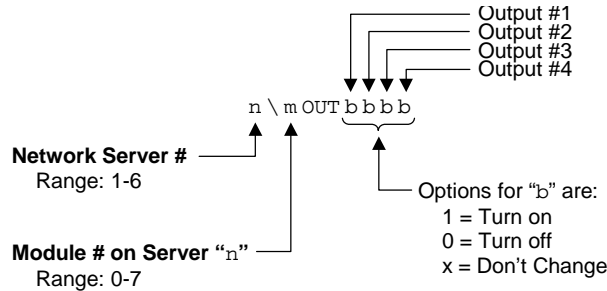 Output #1
Output #2
Output #3
Output #4
n \ m OUT b b b b
Network Server #
Range: 1-6
Module # on Server “n”
Range: 0-7
Options for “b” are:
1 = Turn on
0 = Turn off
x = Don't Change